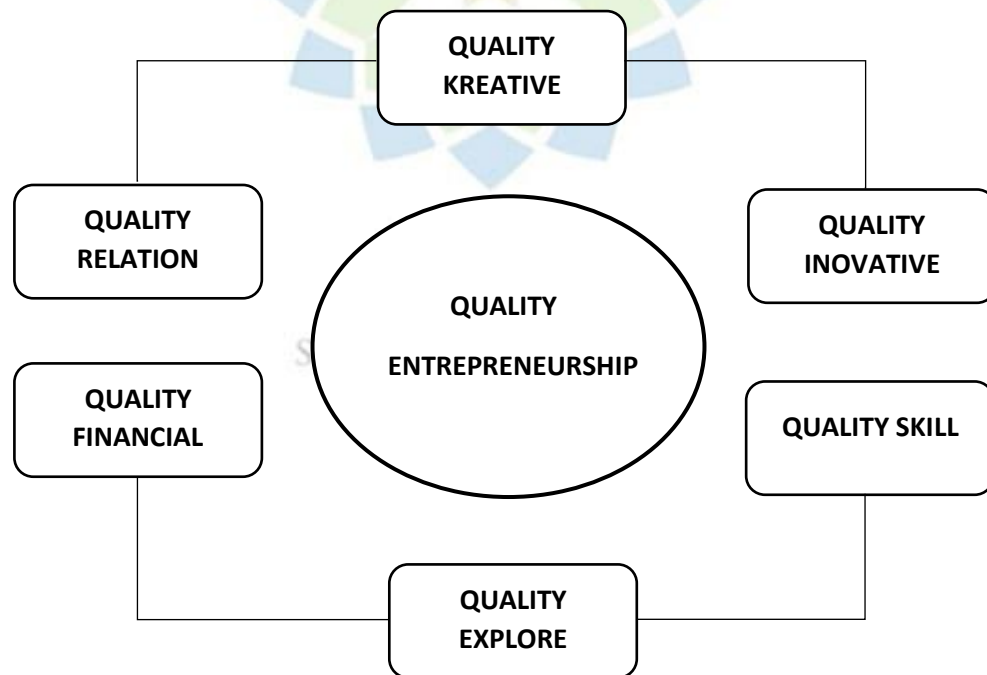 QUALITY
KREATIVE
QUALITY
RELATION
QUALITY
INOVATIVE
QUALITY
ENTREPRENEURSHIP
QUALITY
FINANCIAL
QUALITY SKILL
QUALITY
EXPLORE